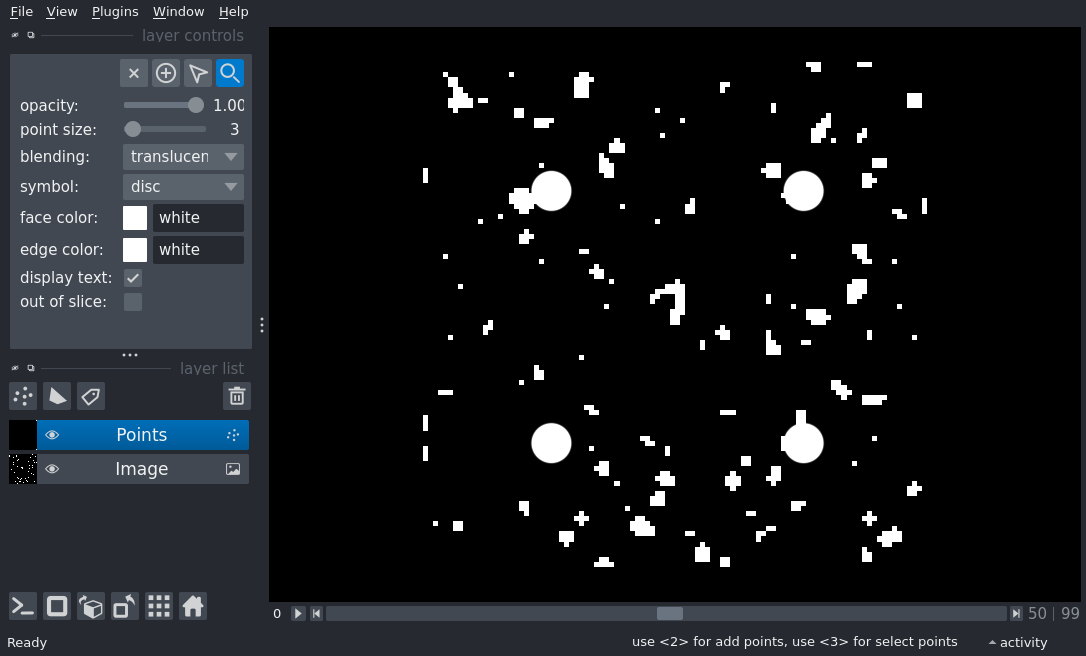 File View Plugins Window Help
layer controls
opacity: 1.00
point size: 3
blending: translucen
symbol: disc
face color: white
edge color: white
display text:
out of slice:
layer list
Points
Image
0 50 | 99
Ready use <2> for add points, use <3> for select points activity